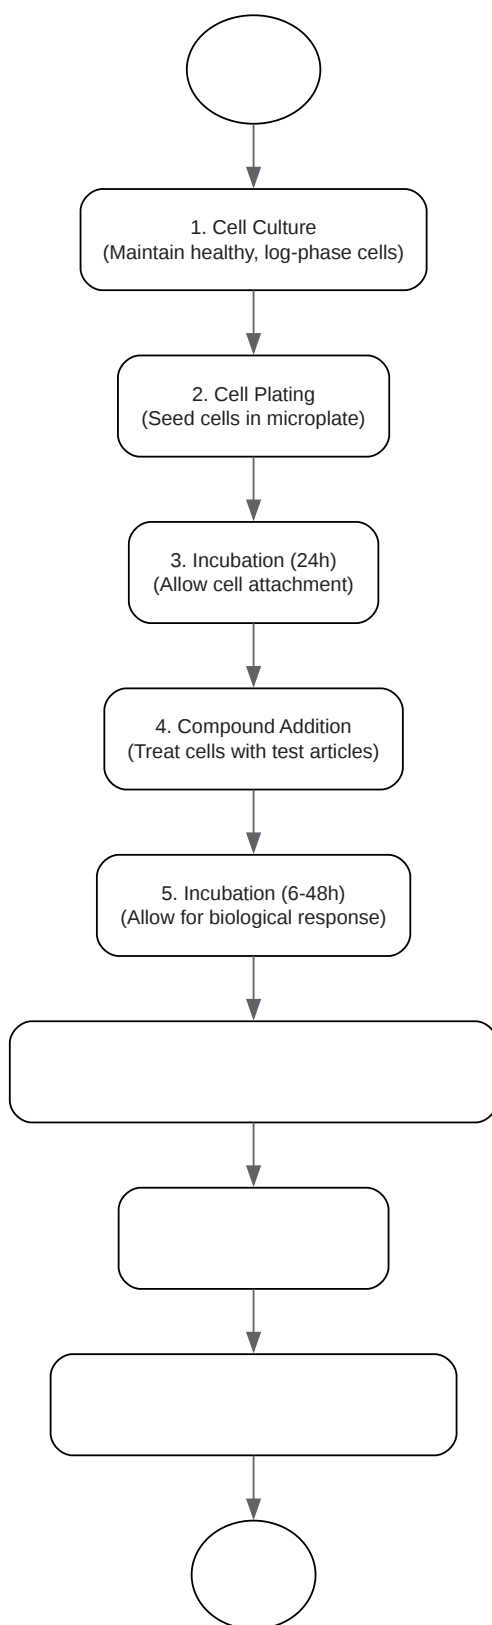 1. Cell Culture
(Maintain healthy, log-phase cells)
2. Cell Plating
(Seed cells in microplate)
3. Incubation (24h)
(Allow cell attachment)
4. Compound Addition
(Treat cells with test articles)
5. Incubation (6-48h)
(Allow for biological response)